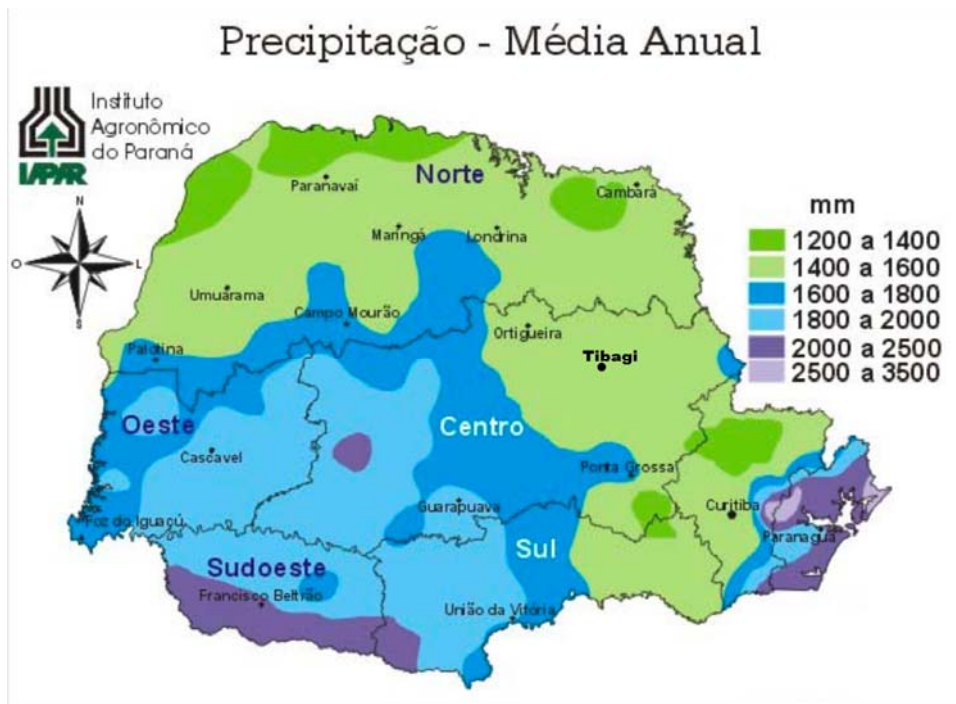 Precipitação - Média Anual
Instituto
Agronômico
do Paraná
IAPAR
N
O
L
S
Paranavaí
Norte
Cambará
Maringá
Londrina
Umuarama
Campo Mourão
Ortigueira
Palotina
Tibagi
Oeste
Centro
Cascavel
Ponta Grossa
Guarapuava
Curitiba
Foz do Iguaçú
Paranaguá
Sul
Sudoeste
Francisco Beltrão
União da Vitória
mm
1200 a 1400
1400 a 1600
1600 a 1800
1800 a 2000
2000 a 2500
2500 a 3500